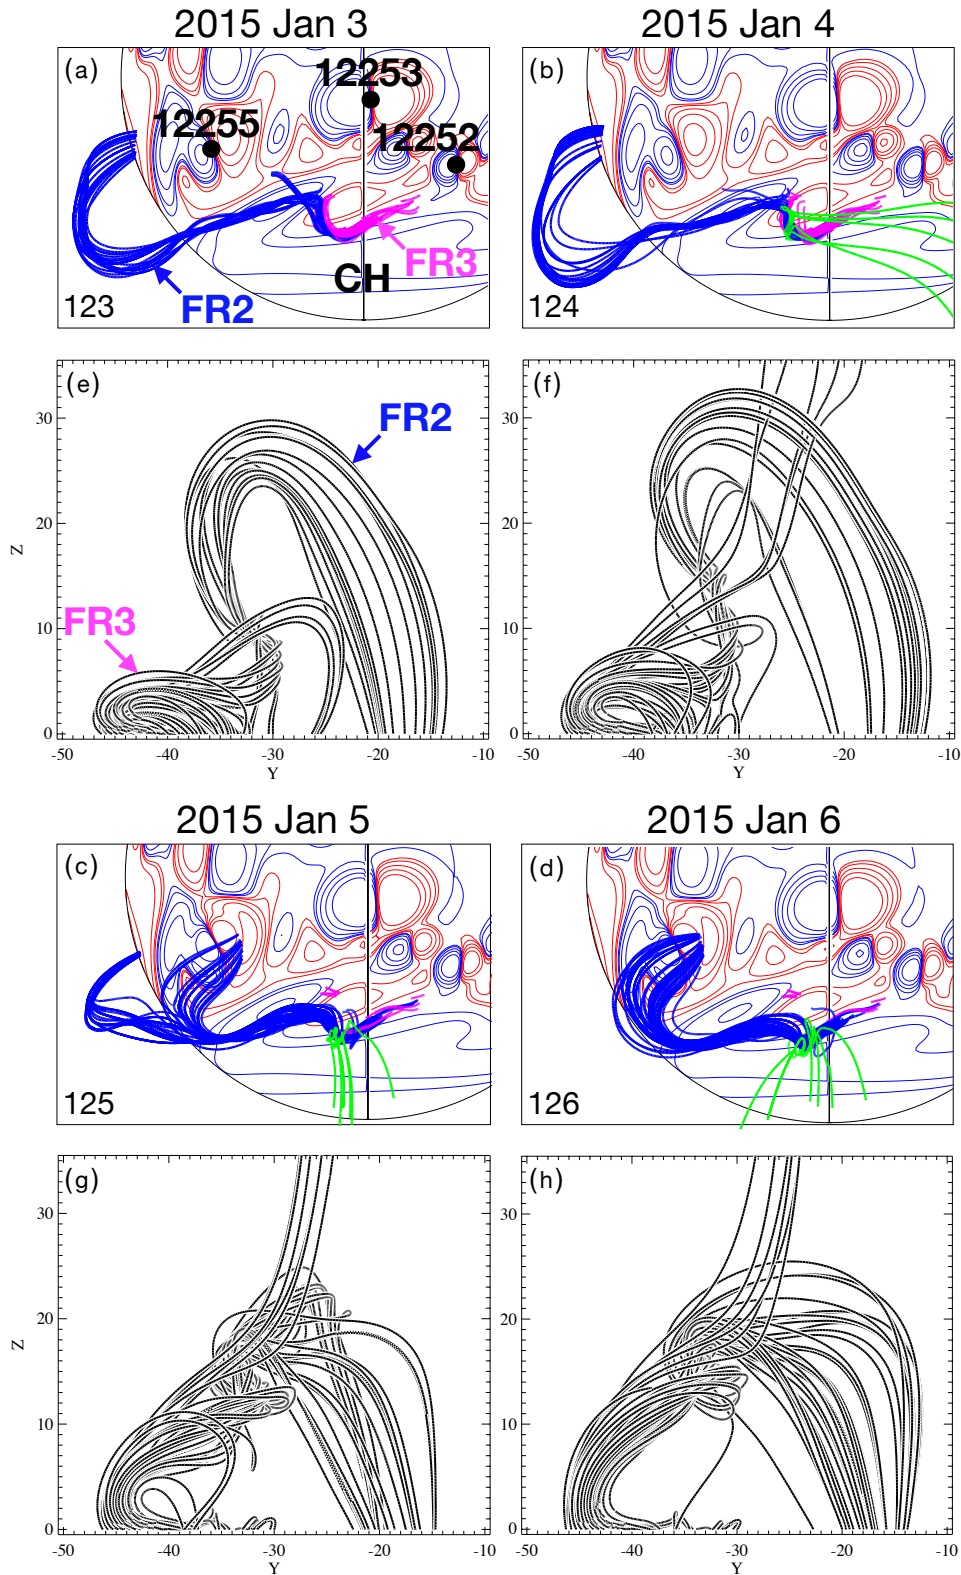 2015 Jan 3
2015 Jan 4
(a)
12253
12255
12252
FR3
CH
FR2
123
(b)
124
(e)
FR2
FR3
30
20
10
0
Z
-50
-40
-30
-20
-10
Y
(f)
30
20
10
0
-50
-40
-30
-20
-10
Y
2015 Jan 5
2015 Jan 6
(c)
125
(d)
126
(g)
30
20
10
0
Z
-50
-40
-30
-20
-10
Y
(h)
30
20
10
0
-50
-40
-30
-20
-10
Y